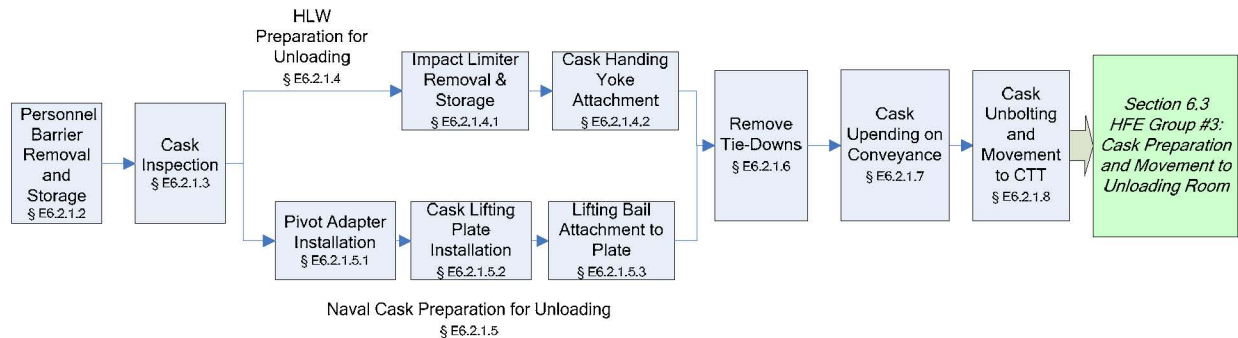 HLW
Preparation for
Unloading
§ E6.2.1.4
Personnel
Barrier
Removal
and
Storage
§ E6.2.1.2
Cask
Inspection
§ E6.2.1.3
Impact Limiter
Removal &
Storage
§ E6.2.1.4.1
Cask Handing
Yoke
Attachment
§ E6.2.1.4.2
Pivot Adapter
Installation
§ E6.2.1.5.1
Cask Lifting
Plate
Installation
§ E6.2.1.5.2
Lifting Bail
Attachment to
Plate
§ E6.2.1.5.3
Naval Cask Preparation for Unloading
§ E6.2.1.5
Remove
Tie-Downs
§ E6.2.1.6
Cask
Upending on
Conveyance
§ E6.2.1.7
Cask
Unbolting
and
Movement
to CTT
§ E6.2.1.8
Section 6.3
HFE Group #3:
Cask Preparation
and Movement to
Unloading Room